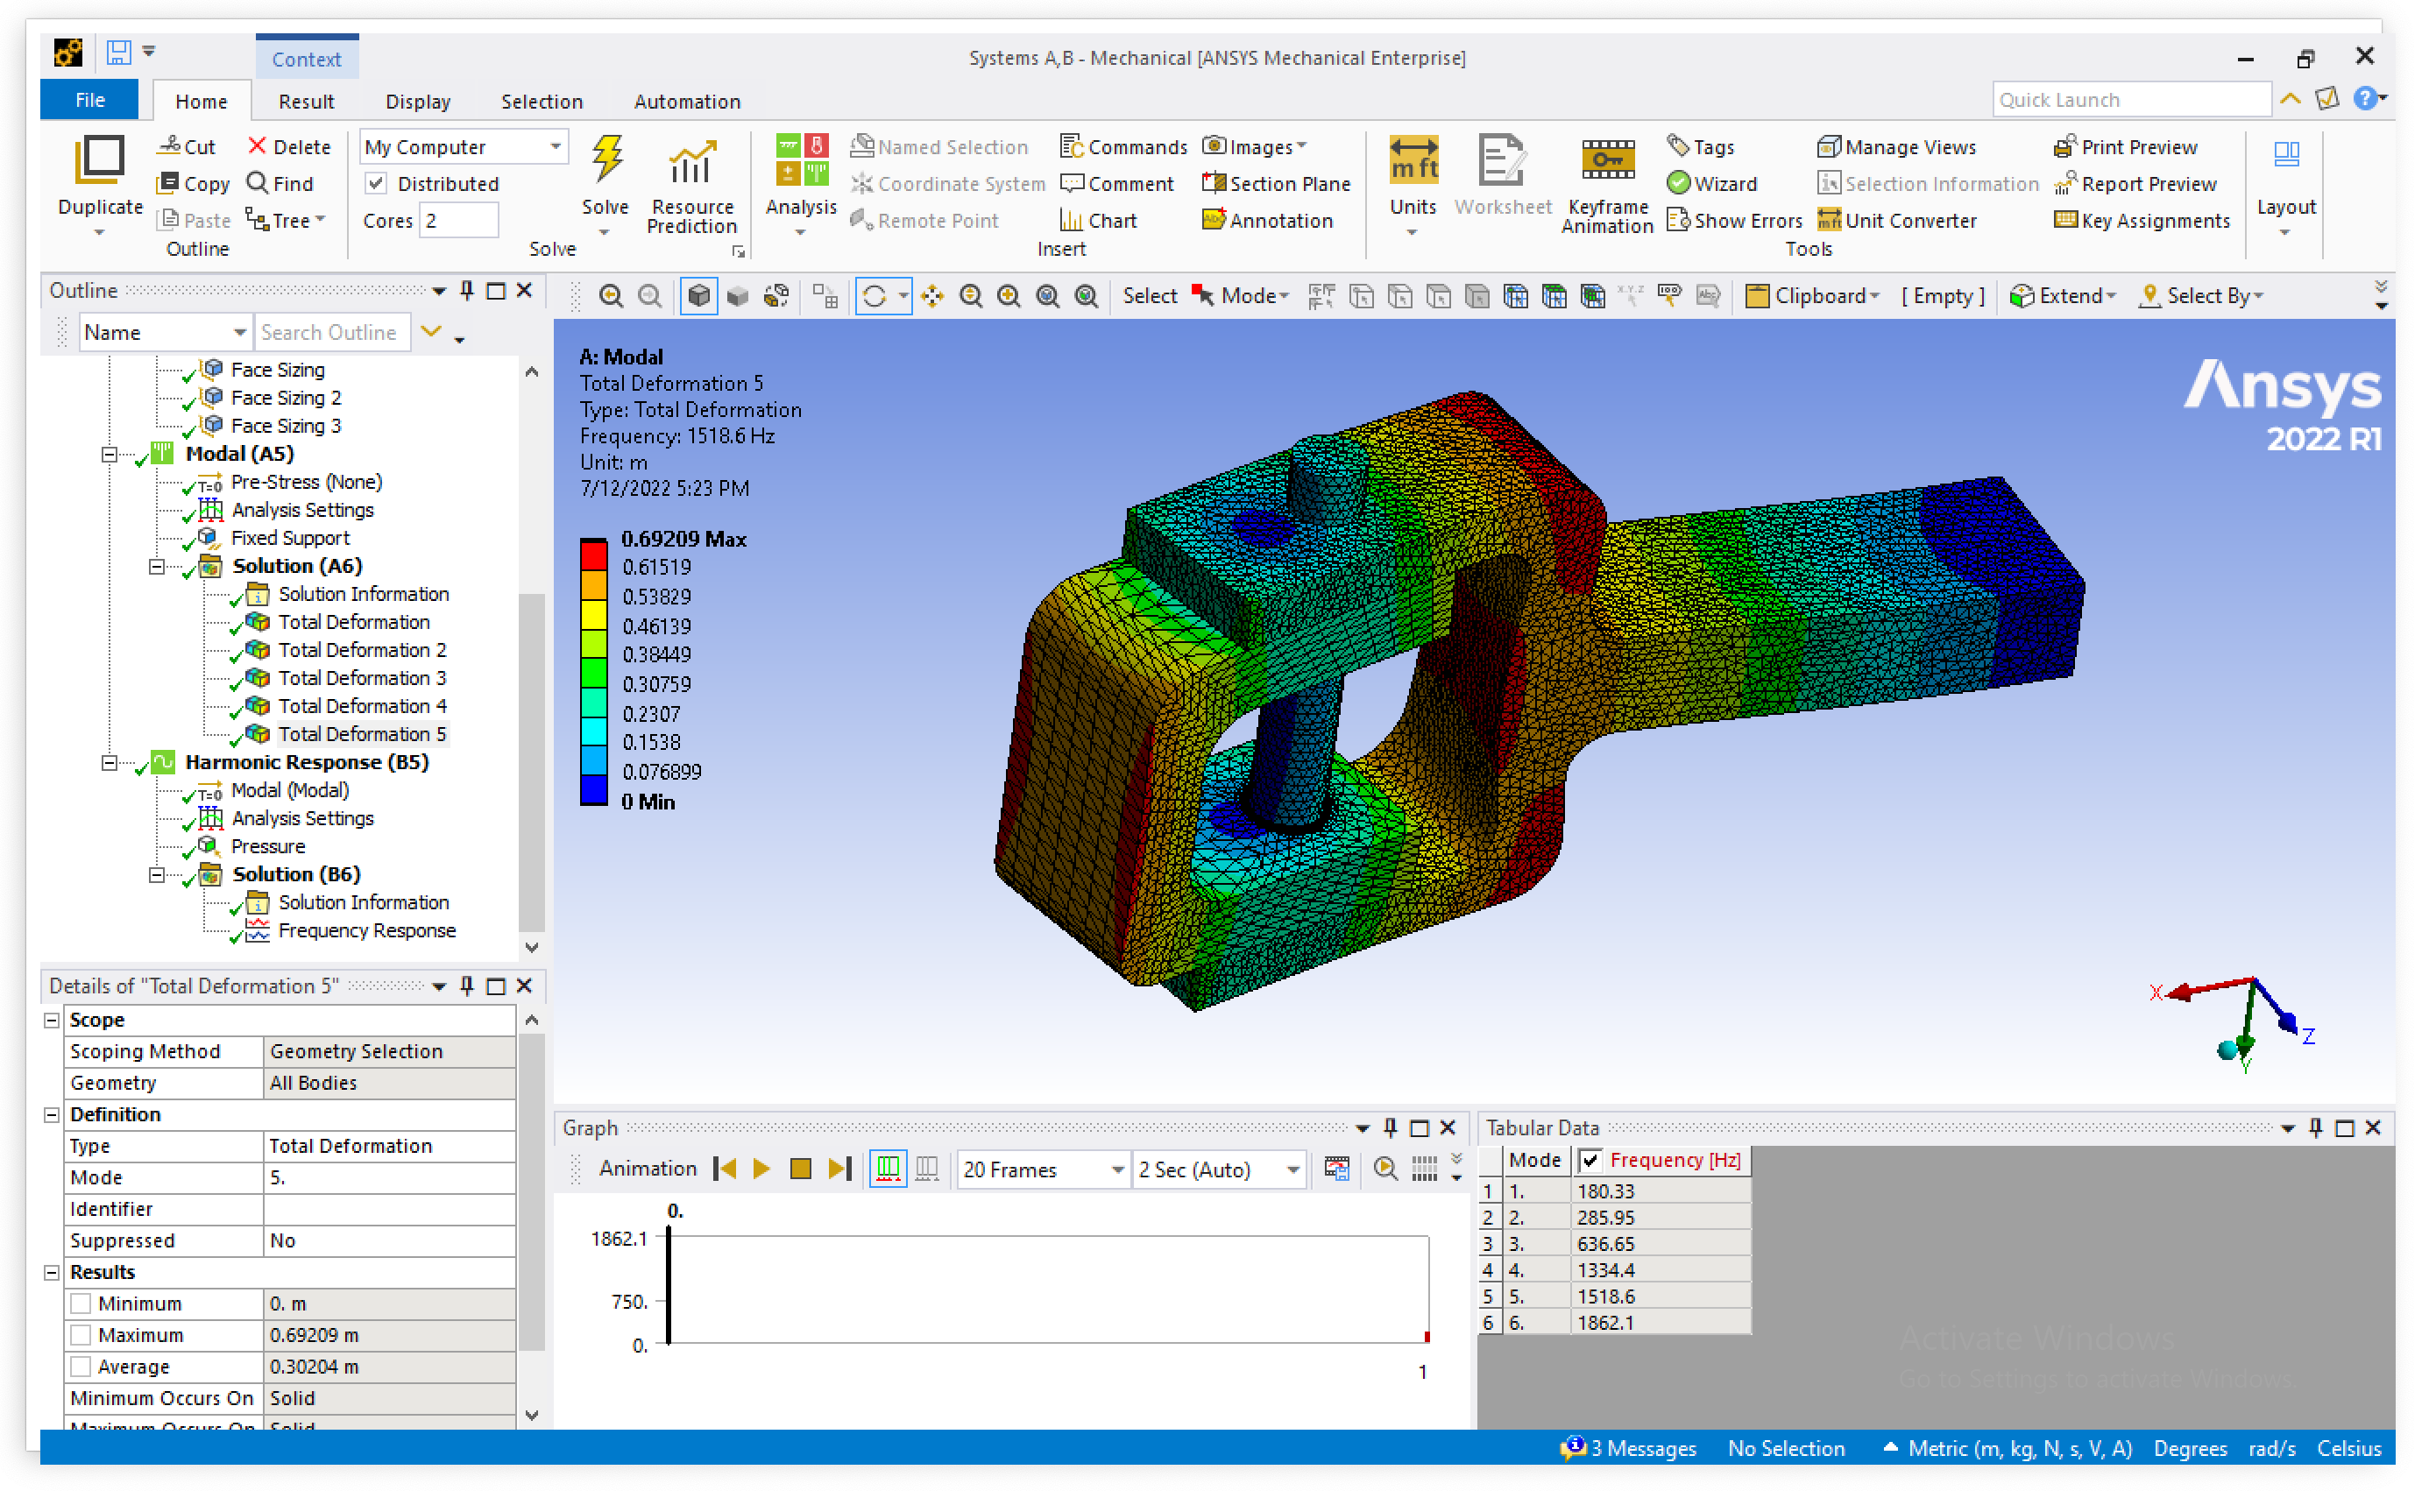 Context
Systems A,B - Mechanical [ANSYS Mechanical Enterprise]
File Home Result Display Selection Automation
Quick Launch
Duplicate
Cut
Delete
Copy
Find
Paste
Tree
Outline
My Computer
Distributed
Cores 2
Solve
Resource Prediction
Solve
Analysis
Named Selection
Coordinate System
Remote Point
Commands
Comment
Chart
Images
Section Plane
Annotation
Insert
Units
m ft
Worksheet
Keyframe Animation
Tags
Wizard
Show Errors
Manage Views
Selection Information
Unit Converter
Print Preview
Report Preview
Key Assignments
Tools
Layout
Outline
Select Mode Clipboard [ Empty ] Extend Select By
Name Search Outline
Face Sizing
Face Sizing 2
Face Sizing 3
Modal (A5)
Pre-Stress (None)
Analysis Settings
Fixed Support
Solution (A6)
Solution Information
Total Deformation
Total Deformation 2
Total Deformation 3
Total Deformation 4
Total Deformation 5
Harmonic Response (B5)
Modal (Modal)
Analysis Settings
Pressure
Solution (B6)
Solution Information
Frequency Response
A: Modal
Total Deformation 5
Type: Total Deformation
Frequency: 1518.6 Hz
Unit: m
7/12/2022 5:23 PM
0.69209 Max
0.61519
0.53829
0.46139
0.38449
0.30759
0.2307
0.1538
0.076899
0 Min
Ansys
2022 R1
X
Y
Z
Details of "Total Deformation 5"
Scope
Scoping Method Geometry Selection
Geometry All Bodies
Definition
Type Total Deformation
Mode 5.
Identifier
Suppressed No
Results
Minimum 0. m
Maximum 0.69209 m
Average 0.30204 m
Minimum Occurs On Solid
Maximum Occurs On Solid
Graph
Animation 20 Frames 2 Sec (Auto)
0.
1862.1
750.
0.
1
Tabular Data
Mode Frequency [Hz]
1 1. 180.33
2 2. 285.95
3 3. 636.65
4 4. 1334.4
5 5. 1518.6
6 6. 1862.1
Activate Windows
Go to Settings to activate Windows.
3 Messages No Selection Metric (m, kg, N, s, V, A) Degrees rad/s Celsius